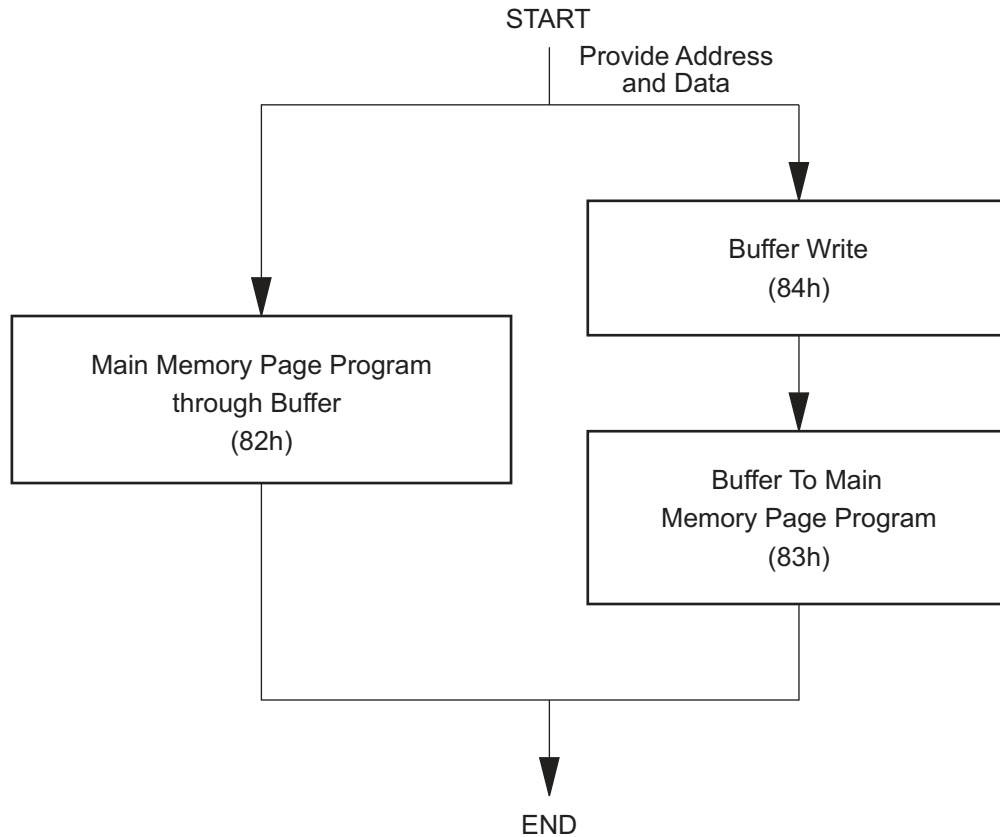 START
Provide Address
and Data
Buffer Write
(84h)
Main Memory Page Program
through Buffer
(82h)
Buffer To Main
Memory Page Program
(83h)
END